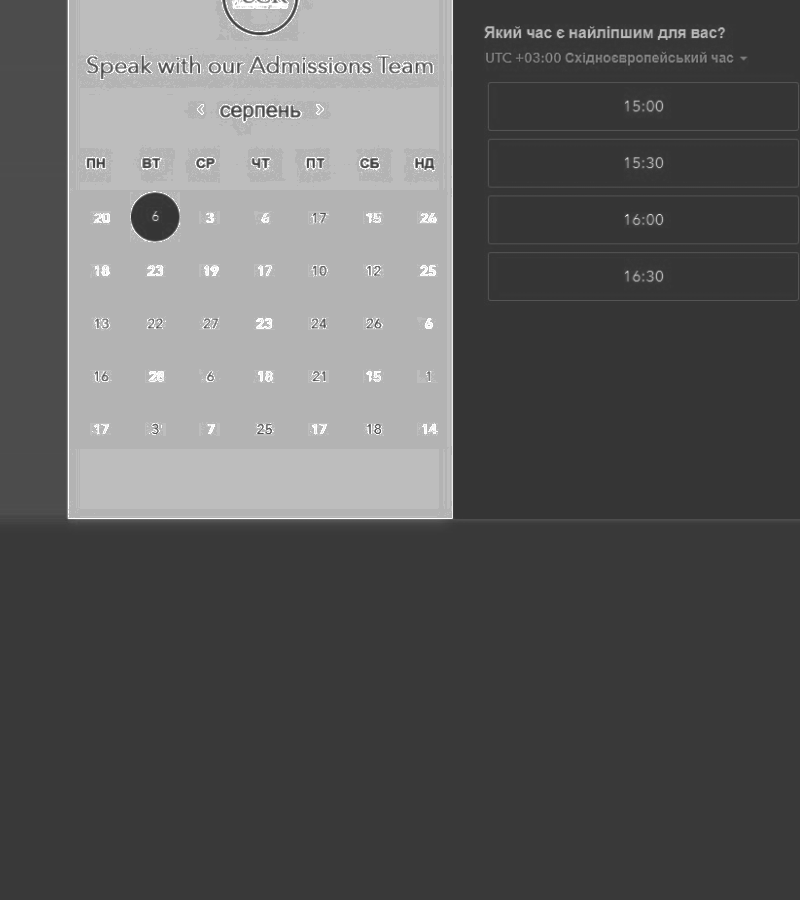 Speak with our Admissions Team
‹ серпень ›
ПН ВТ СР ЧТ ПТ СБ НД
20 6 3 6 17 15 26
18 23 19 17 10 12 25
13 22 27 23 24 26 6
16 28 6 18 21 15 1
17 3 7 25 17 18 14
Який час є найліпшим для вас?
UTC +03:00 Східноєвропейський час
15:00
15:30
16:00
16:30